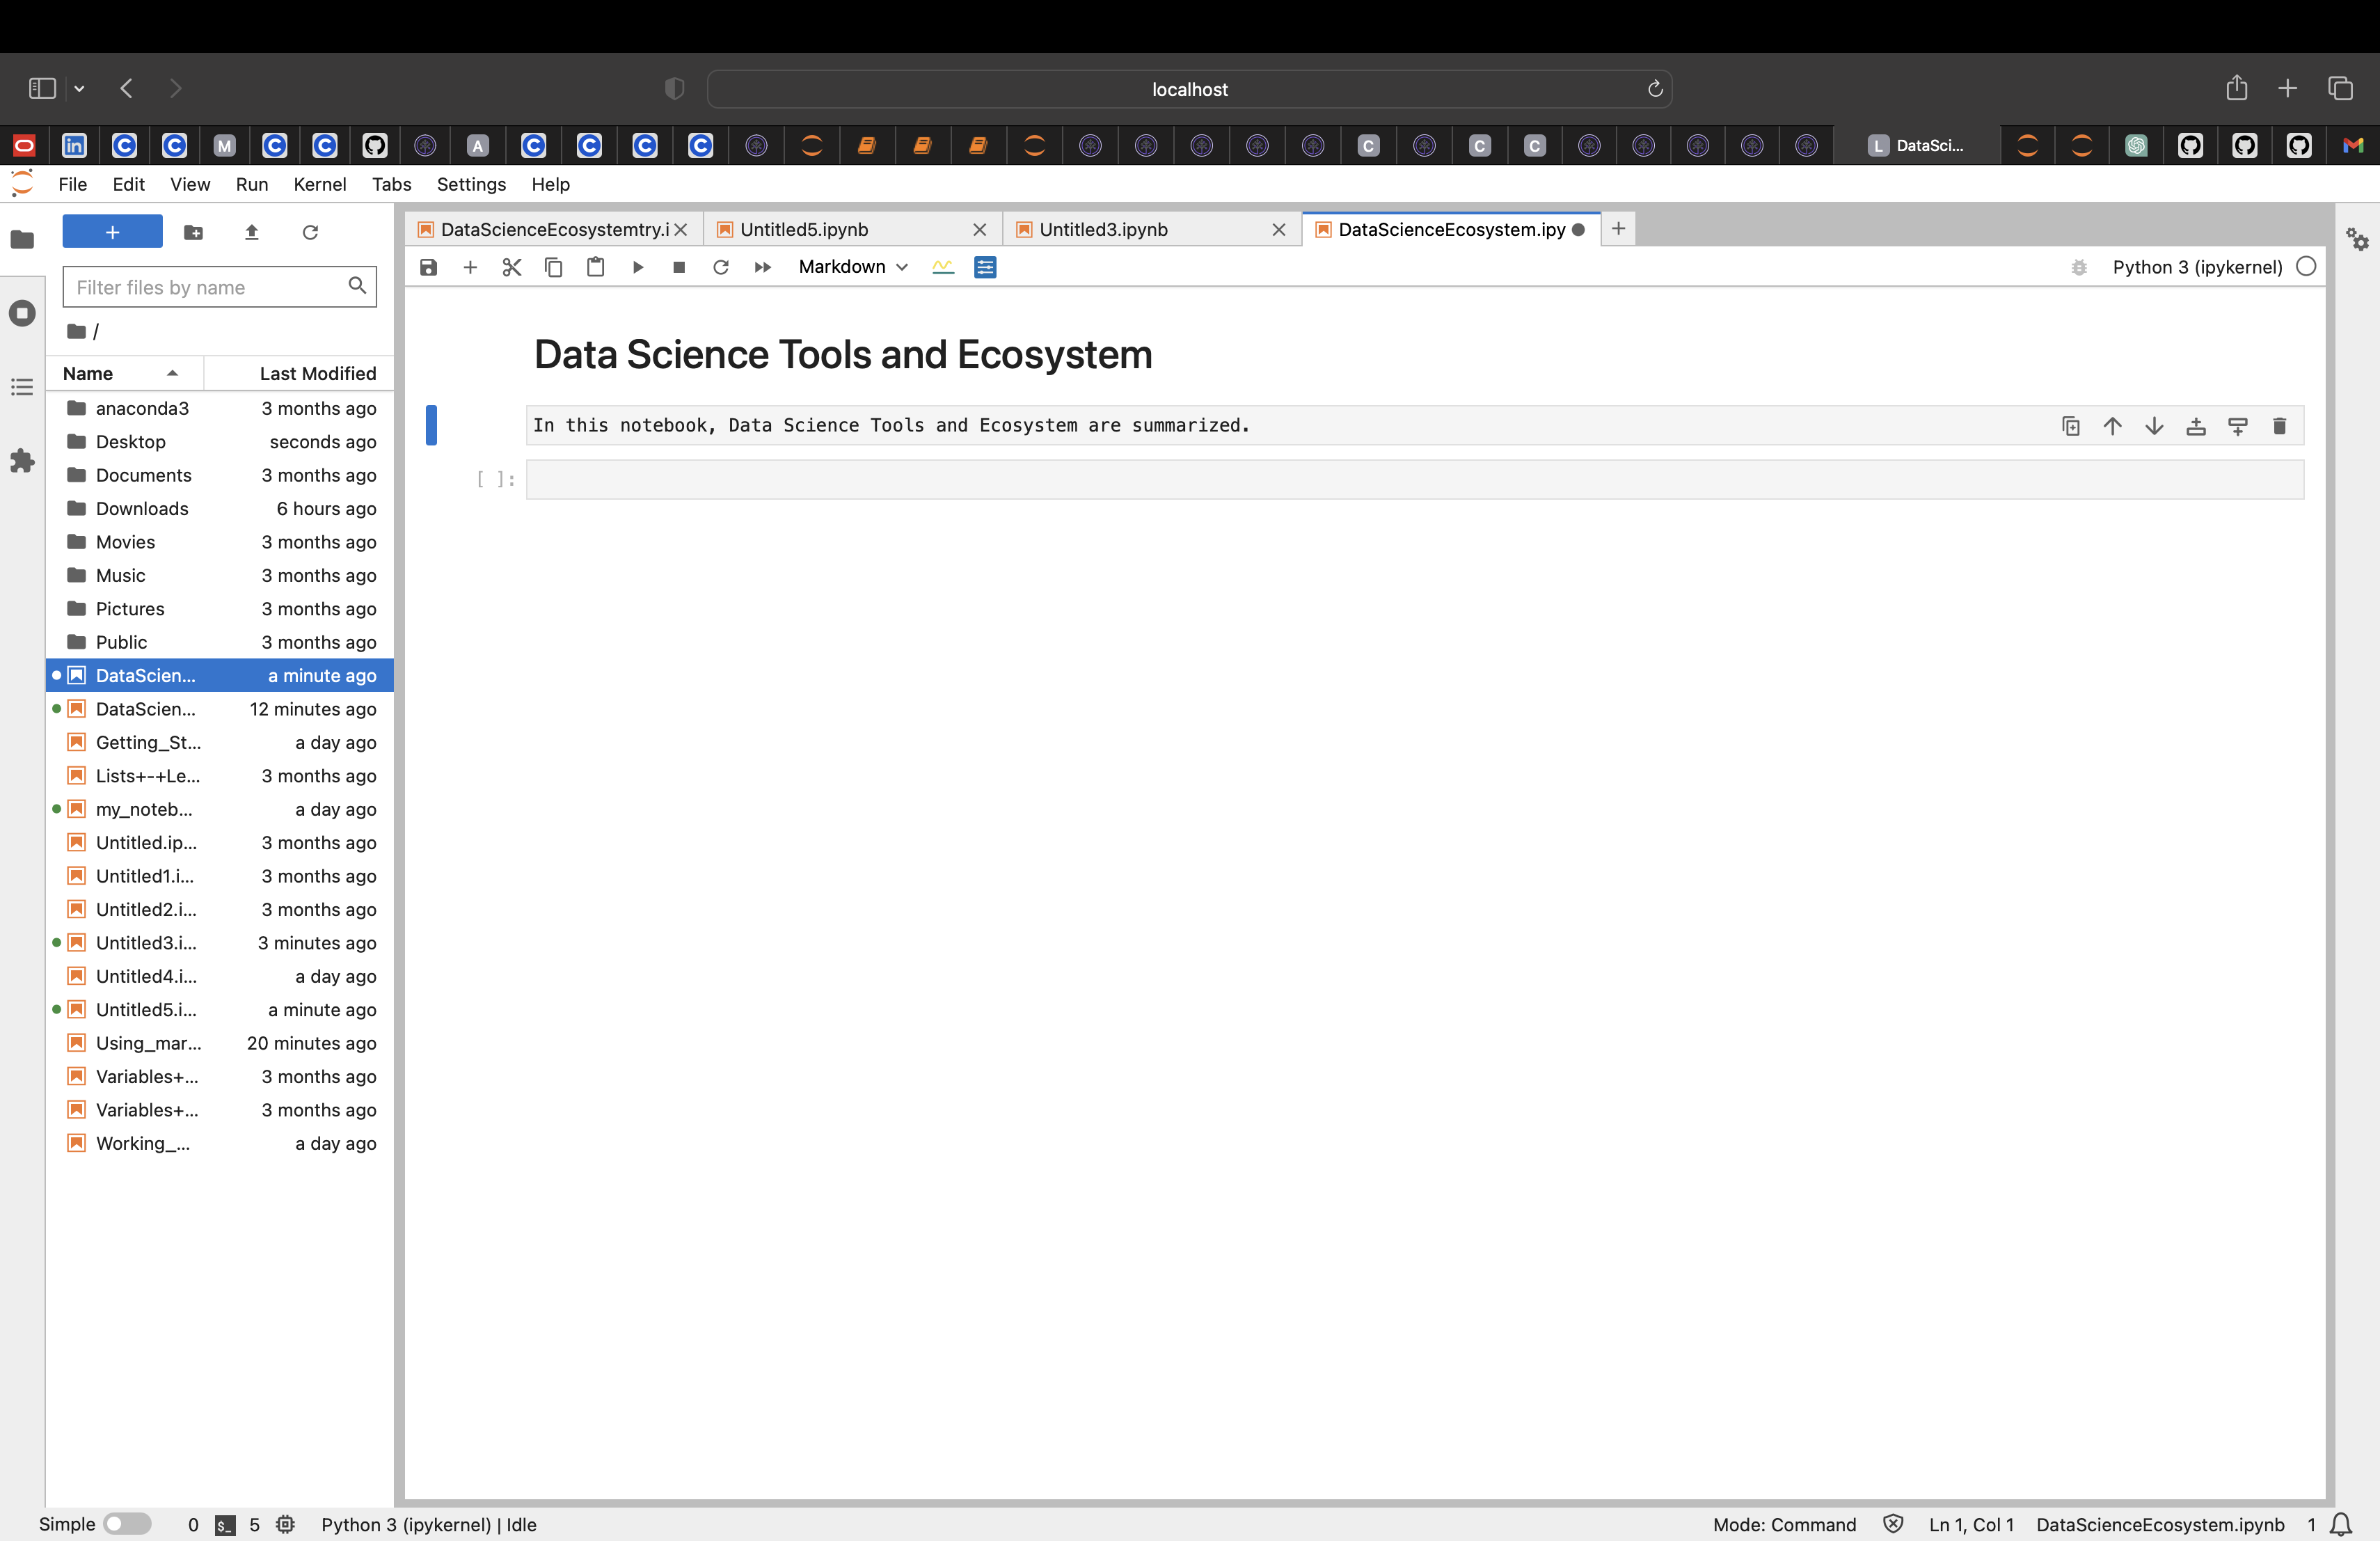 localhost
M A C C C L DataSci...
File Edit View Run Kernel Tabs Settings Help
DataScienceEcosystemtry.i Untitled5.ipynb Untitled3.ipynb DataScienceEcosystem.ipy
Markdown Python 3 (ipykernel)
Filter files by name
/
Name Last Modified
anaconda3 3 months ago
Desktop seconds ago
Documents 3 months ago
Downloads 6 hours ago
Movies 3 months ago
Music 3 months ago
Pictures 3 months ago
Public 3 months ago
DataScien... a minute ago
DataScien... 12 minutes ago
Getting_St... a day ago
Lists+-+Le... 3 months ago
my_noteb... a day ago
Untitled.ip... 3 months ago
Untitled1.i... 3 months ago
Untitled2.i... 3 months ago
Untitled3.i... 3 minutes ago
Untitled4.i... a day ago
Untitled5.i... a minute ago
Using_mar... 20 minutes ago
Variables+... 3 months ago
Variables+... 3 months ago
Working_... a day ago
Data Science Tools and Ecosystem
In this notebook, Data Science Tools and Ecosystem are summarized.
[ ]:
Simple 0 $_ 5 Python 3 (ipykernel) | Idle Mode: Command Ln 1, Col 1 DataScienceEcosystem.ipynb 1